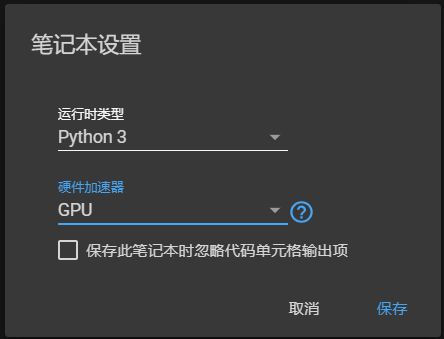 笔记本设置
运行时类型
Python 3
硬件加速器
GPU
?
保存此笔记本时忽略代码单元格输出项
取消
保存